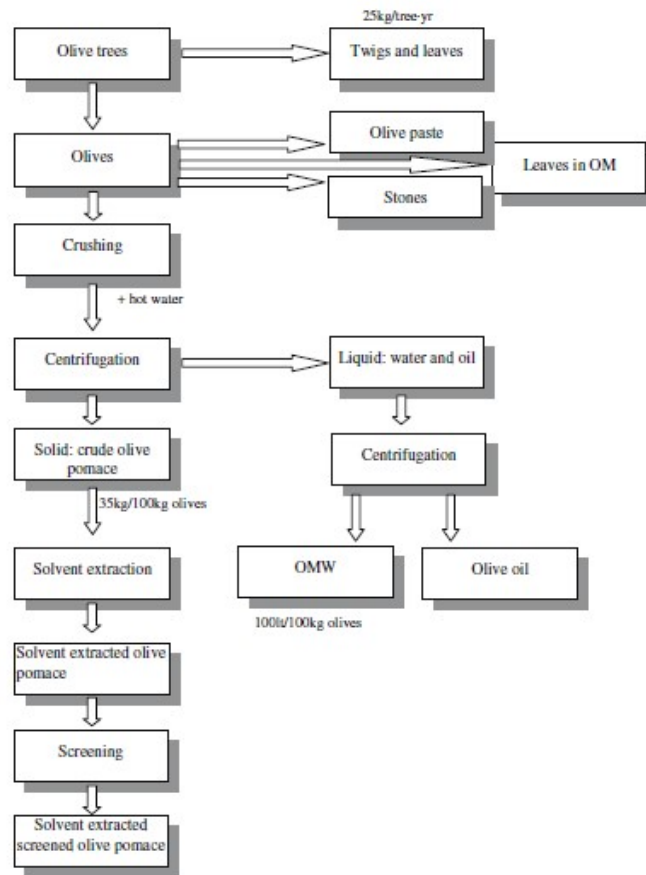 25kg/tree-yr
Olive trees
Twigs and leaves
Olive paste
Olives
Leaves in OM
Stones
Crushing
+ hot water
Centrifugation
Liquid: water and oil
Solid: crude olive
pomace
Centrifugation
35kg/100kg olives
Solvent extraction
OMW
Olive oil
100lt/100kg olives
Solvent extracted olive
pomace
Screening
Solvent extracted
screened olive pomace